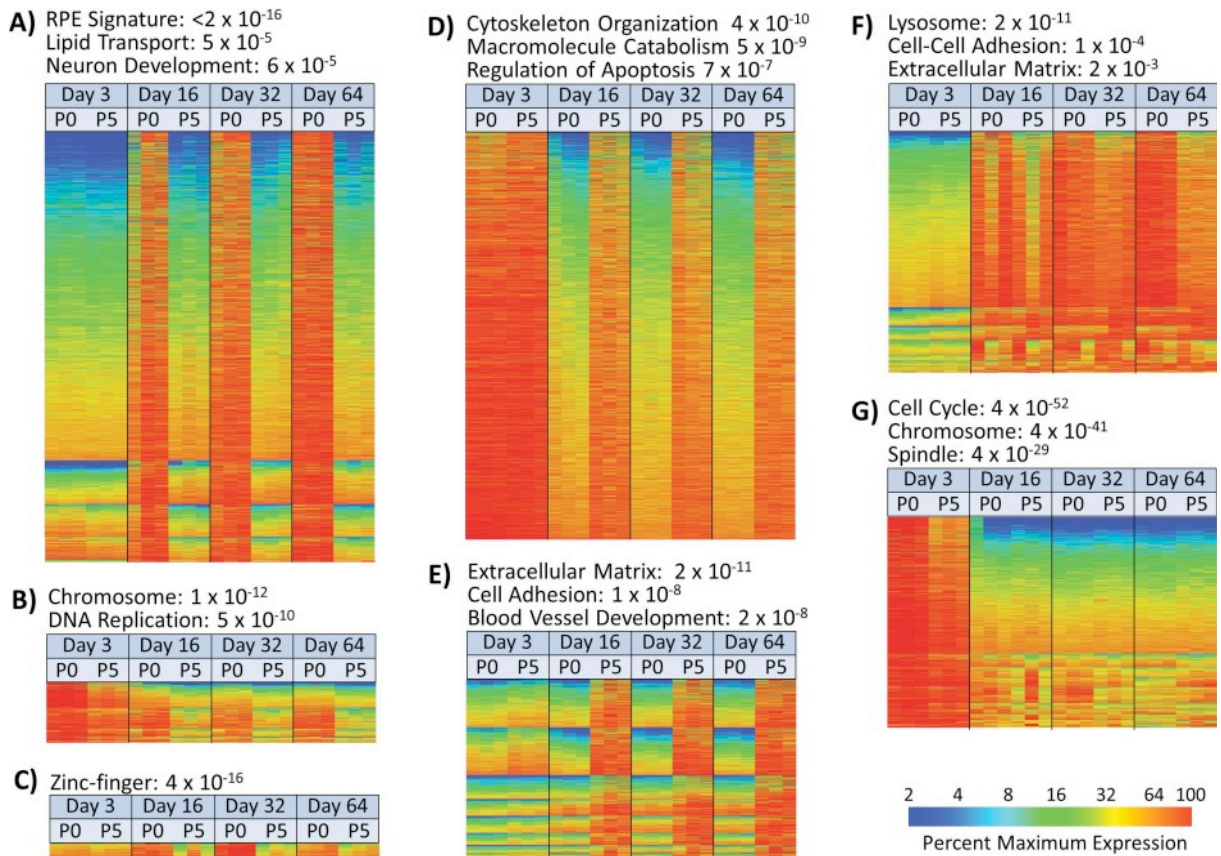 A) RPE Signature: <2 x 10⁻¹⁶
Lipid Transport: 5 x 10⁻⁵
Neuron Development: 6 x 10⁻⁵
Day 3 Day 16 Day 32 Day 64
P0 P5 P0 P5 P0 P5 P0 P5
B) Chromosome: 1 x 10⁻¹²
DNA Replication: 5 x 10⁻¹⁰
Day 3 Day 16 Day 32 Day 64
P0 P5 P0 P5 P0 P5 P0 P5
C) Zinc-finger: 4 x 10⁻¹⁶
Day 3 Day 16 Day 32 Day 64
P0 P5 P0 P5 P0 P5 P0 P5
D) Cytoskeleton Organization 4 x 10⁻¹⁰
Macromolecule Catabolism 5 x 10⁻⁹
Regulation of Apoptosis 7 x 10⁻⁷
Day 3 Day 16 Day 32 Day 64
P0 P5 P0 P5 P0 P5 P0 P5
E) Extracellular Matrix: 2 x 10⁻¹¹
Cell Adhesion: 1 x 10⁻⁸
Blood Vessel Development: 2 x 10⁻⁸
Day 3 Day 16 Day 32 Day 64
P0 P5 P0 P5 P0 P5 P0 P5
F) Lysosome: 2 x 10⁻¹¹
Cell-Cell Adhesion: 1 x 10⁻⁴
Extracellular Matrix: 2 x 10⁻³
Day 3 Day 16 Day 32 Day 64
P0 P5 P0 P5 P0 P5 P0 P5
G) Cell Cycle: 4 x 10⁻⁵²
Chromosome: 4 x 10⁻⁴¹
Spindle: 4 x 10⁻²⁹
Day 3 Day 16 Day 32 Day 64
P0 P5 P0 P5 P0 P5 P0 P5
2 4 8 16 32 64 100
Percent Maximum Expression